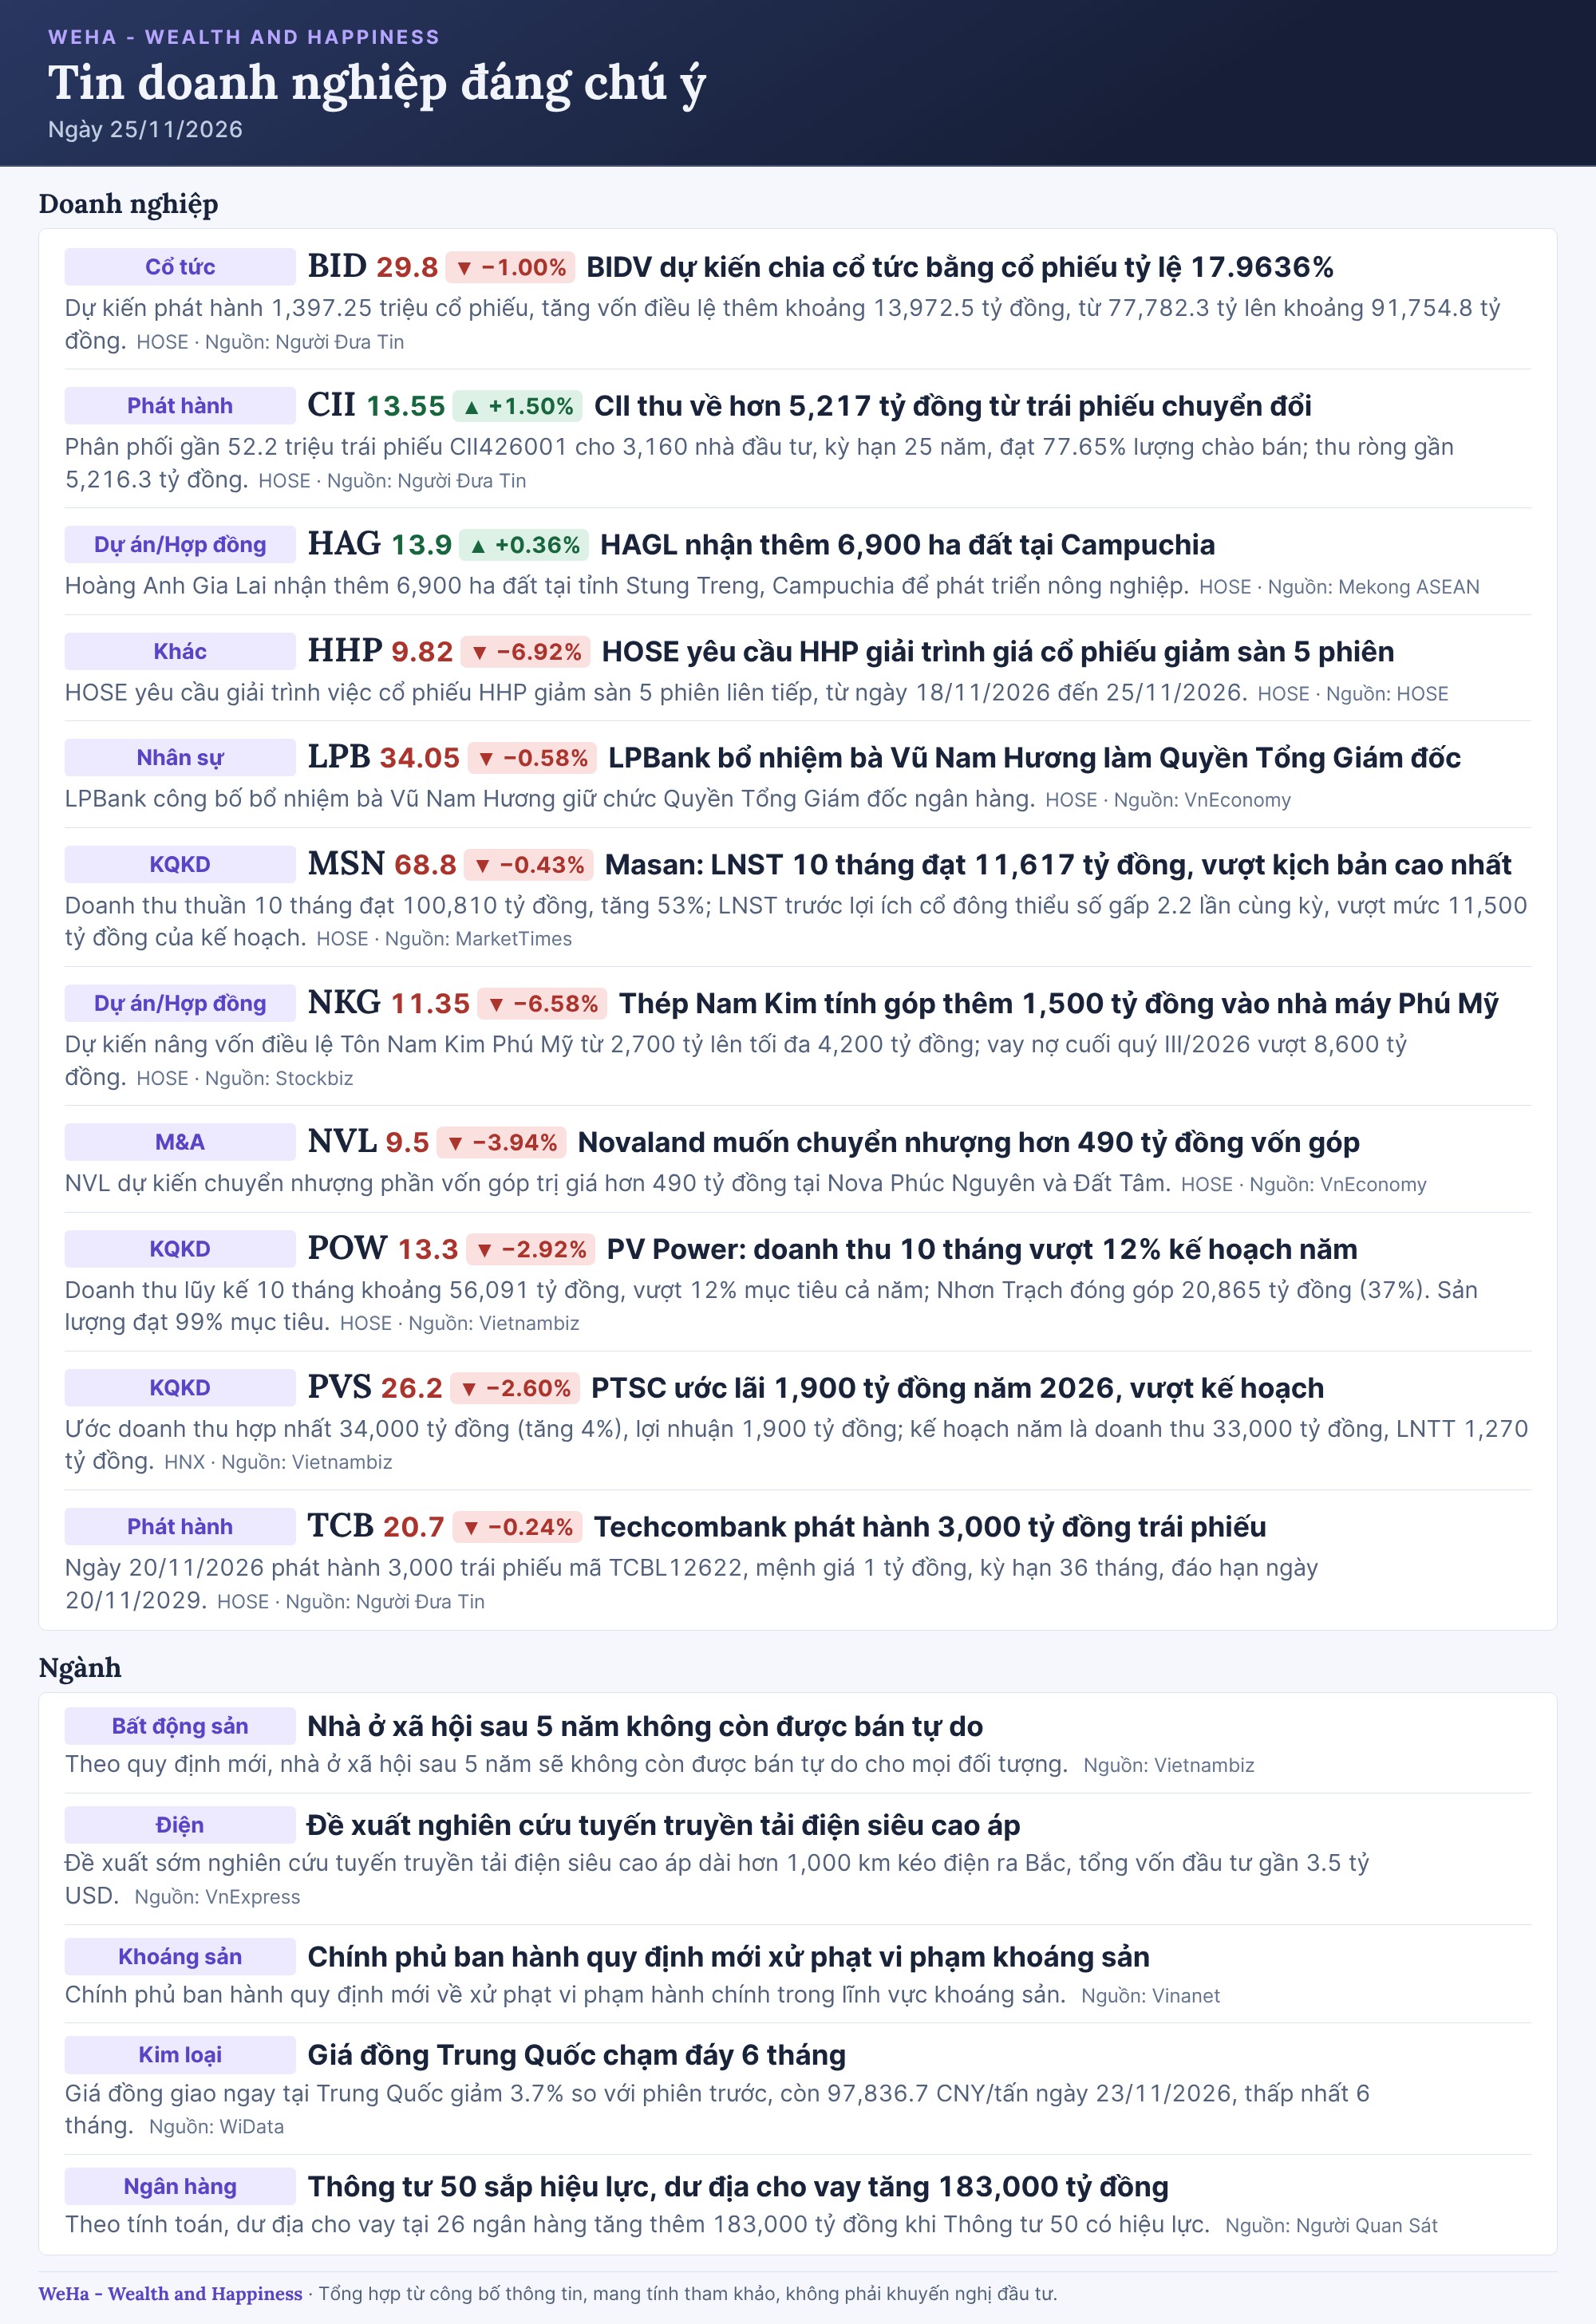 WEHA - WEALTH AND HAPPINESS
Tin doanh nghiệp đáng chú ý
Ngày 25/11/2026
Doanh nghiệp
Cổ tức BID 29.8 ▼ −1.00% BIDV dự kiến chia cổ tức bằng cổ phiếu tỷ lệ 17.9636%
Dự kiến phát hành 1,397.25 triệu cổ phiếu, tăng vốn điều lệ thêm khoảng 13,972.5 tỷ đồng, từ 77,782.3 tỷ lên khoảng 91,754.8 tỷ
đồng. HOSE · Nguồn: Người Đưa Tin
Phát hành CII 13.55 ▲ +1.50% CII thu về hơn 5,217 tỷ đồng từ trái phiếu chuyển đổi
Phân phối gần 52.2 triệu trái phiếu CII426001 cho 3,160 nhà đầu tư, kỳ hạn 25 năm, đạt 77.65% lượng chào bán; thu ròng gần
5,216.3 tỷ đồng. HOSE · Nguồn: Người Đưa Tin
Dự án/Hợp đồng HAG 13.9 ▲ +0.36% HAGL nhận thêm 6,900 ha đất tại Campuchia
Hoàng Anh Gia Lai nhận thêm 6,900 ha đất tại tỉnh Stung Treng, Campuchia để phát triển nông nghiệp. HOSE · Nguồn: Mekong ASEAN
Khác HHP 9.82 ▼ −6.92% HOSE yêu cầu HHP giải trình giá cổ phiếu giảm sàn 5 phiên
HOSE yêu cầu giải trình việc cổ phiếu HHP giảm sàn 5 phiên liên tiếp, từ ngày 18/11/2026 đến 25/11/2026. HOSE · Nguồn: HOSE
Nhân sự LPB 34.05 ▼ −0.58% LPBank bổ nhiệm bà Vũ Nam Hương làm Quyền Tổng Giám đốc
LPBank công bố bổ nhiệm bà Vũ Nam Hương giữ chức Quyền Tổng Giám đốc ngân hàng. HOSE · Nguồn: VnEconomy
KQKD MSN 68.8 ▼ −0.43% Masan: LNST 10 tháng đạt 11,617 tỷ đồng, vượt kịch bản cao nhất
Doanh thu thuần 10 tháng đạt 100,810 tỷ đồng, tăng 53%; LNST trước lợi ích cổ đông thiểu số gấp 2.2 lần cùng kỳ, vượt mức 11,500
tỷ đồng của kế hoạch. HOSE · Nguồn: MarketTimes
Dự án/Hợp đồng NKG 11.35 ▼ −6.58% Thép Nam Kim tính góp thêm 1,500 tỷ đồng vào nhà máy Phú Mỹ
Dự kiến nâng vốn điều lệ Tôn Nam Kim Phú Mỹ từ 2,700 tỷ lên tối đa 4,200 tỷ đồng; vay nợ cuối quý III/2026 vượt 8,600 tỷ
đồng. HOSE · Nguồn: Stockbiz
M&A NVL 9.5 ▼ −3.94% Novaland muốn chuyển nhượng hơn 490 tỷ đồng vốn góp
NVL dự kiến chuyển nhượng phần vốn góp trị giá hơn 490 tỷ đồng tại Nova Phúc Nguyên và Đất Tâm. HOSE · Nguồn: VnEconomy
KQKD POW 13.3 ▼ −2.92% PV Power: doanh thu 10 tháng vượt 12% kế hoạch năm
Doanh thu lũy kế 10 tháng khoảng 56,091 tỷ đồng, vượt 12% mục tiêu cả năm; Nhơn Trạch đóng góp 20,865 tỷ đồng (37%). Sản
lượng đạt 99% mục tiêu. HOSE · Nguồn: Vietnambiz
KQKD PVS 26.2 ▼ −2.60% PTSC ước lãi 1,900 tỷ đồng năm 2026, vượt kế hoạch
Ước doanh thu hợp nhất 34,000 tỷ đồng (tăng 4%), lợi nhuận 1,900 tỷ đồng; kế hoạch năm là doanh thu 33,000 tỷ đồng, LNTT 1,270
tỷ đồng. HNX · Nguồn: Vietnambiz
Phát hành TCB 20.7 ▼ −0.24% Techcombank phát hành 3,000 tỷ đồng trái phiếu
Ngày 20/11/2026 phát hành 3,000 trái phiếu mã TCBL12622, mệnh giá 1 tỷ đồng, kỳ hạn 36 tháng, đáo hạn ngày
20/11/2029. HOSE · Nguồn: Người Đưa Tin
Ngành
Bất động sản Nhà ở xã hội sau 5 năm không còn được bán tự do
Theo quy định mới, nhà ở xã hội sau 5 năm sẽ không còn được bán tự do cho mọi đối tượng. Nguồn: Vietnambiz
Điện Đề xuất nghiên cứu tuyến truyền tải điện siêu cao áp
Đề xuất sớm nghiên cứu tuyến truyền tải điện siêu cao áp dài hơn 1,000 km kéo điện ra Bắc, tổng vốn đầu tư gần 3.5 tỷ
USD. Nguồn: VnExpress
Khoáng sản Chính phủ ban hành quy định mới xử phạt vi phạm khoáng sản
Chính phủ ban hành quy định mới về xử phạt vi phạm hành chính trong lĩnh vực khoáng sản. Nguồn: Vinanet
Kim loại Giá đồng Trung Quốc chạm đáy 6 tháng
Giá đồng giao ngay tại Trung Quốc giảm 3.7% so với phiên trước, còn 97,836.7 CNY/tấn ngày 23/11/2026, thấp nhất 6
tháng. Nguồn: WiData
Ngân hàng Thông tư 50 sắp hiệu lực, dư địa cho vay tăng 183,000 tỷ đồng
Theo tính toán, dư địa cho vay tại 26 ngân hàng tăng thêm 183,000 tỷ đồng khi Thông tư 50 có hiệu lực. Nguồn: Người Quan Sát
WeHa - Wealth and Happiness · Tổng hợp từ công bố thông tin, mang tính tham khảo, không phải khuyến nghị đầu tư.